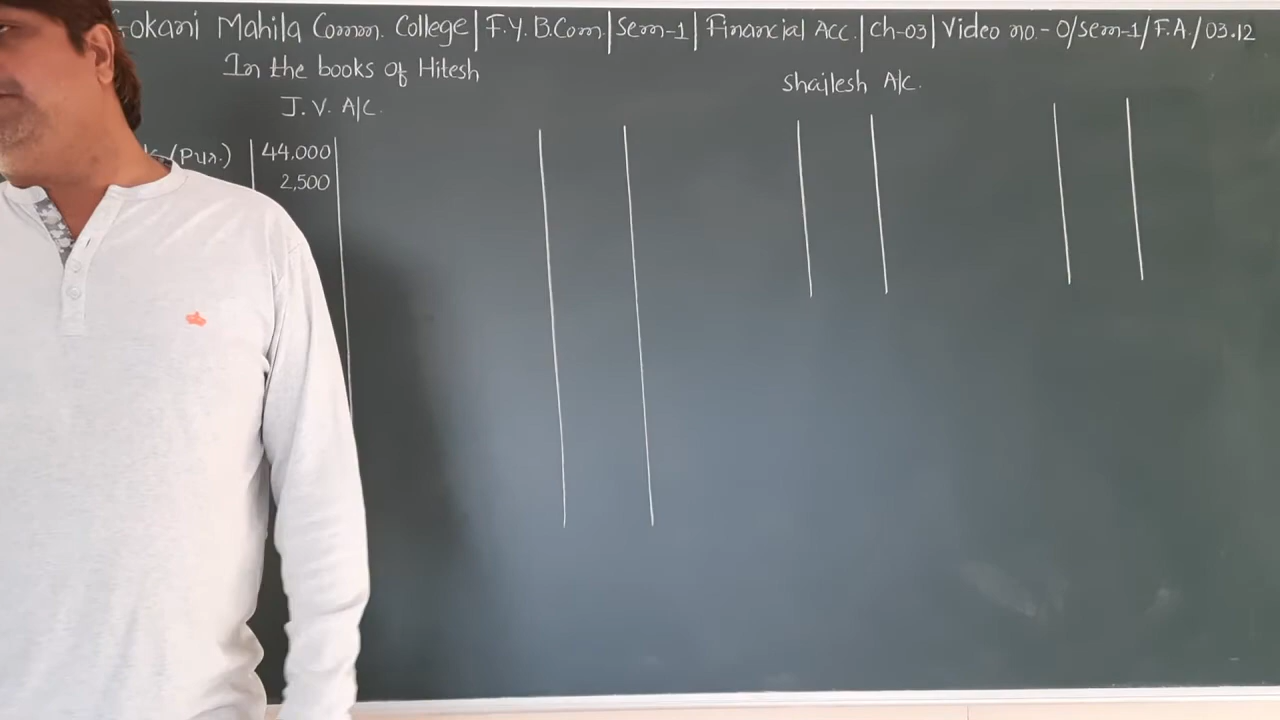 Gokani Mahila Comm. College | F.Y. B.Com. | Sem-1 | Financial Acc. | Ch-03 | Video no.- 0/sem-1/F.A./03.12
In the books of Hitesh
J.V. A/C.
(Pur.) 44,000
2,500
Shailesh A/C.